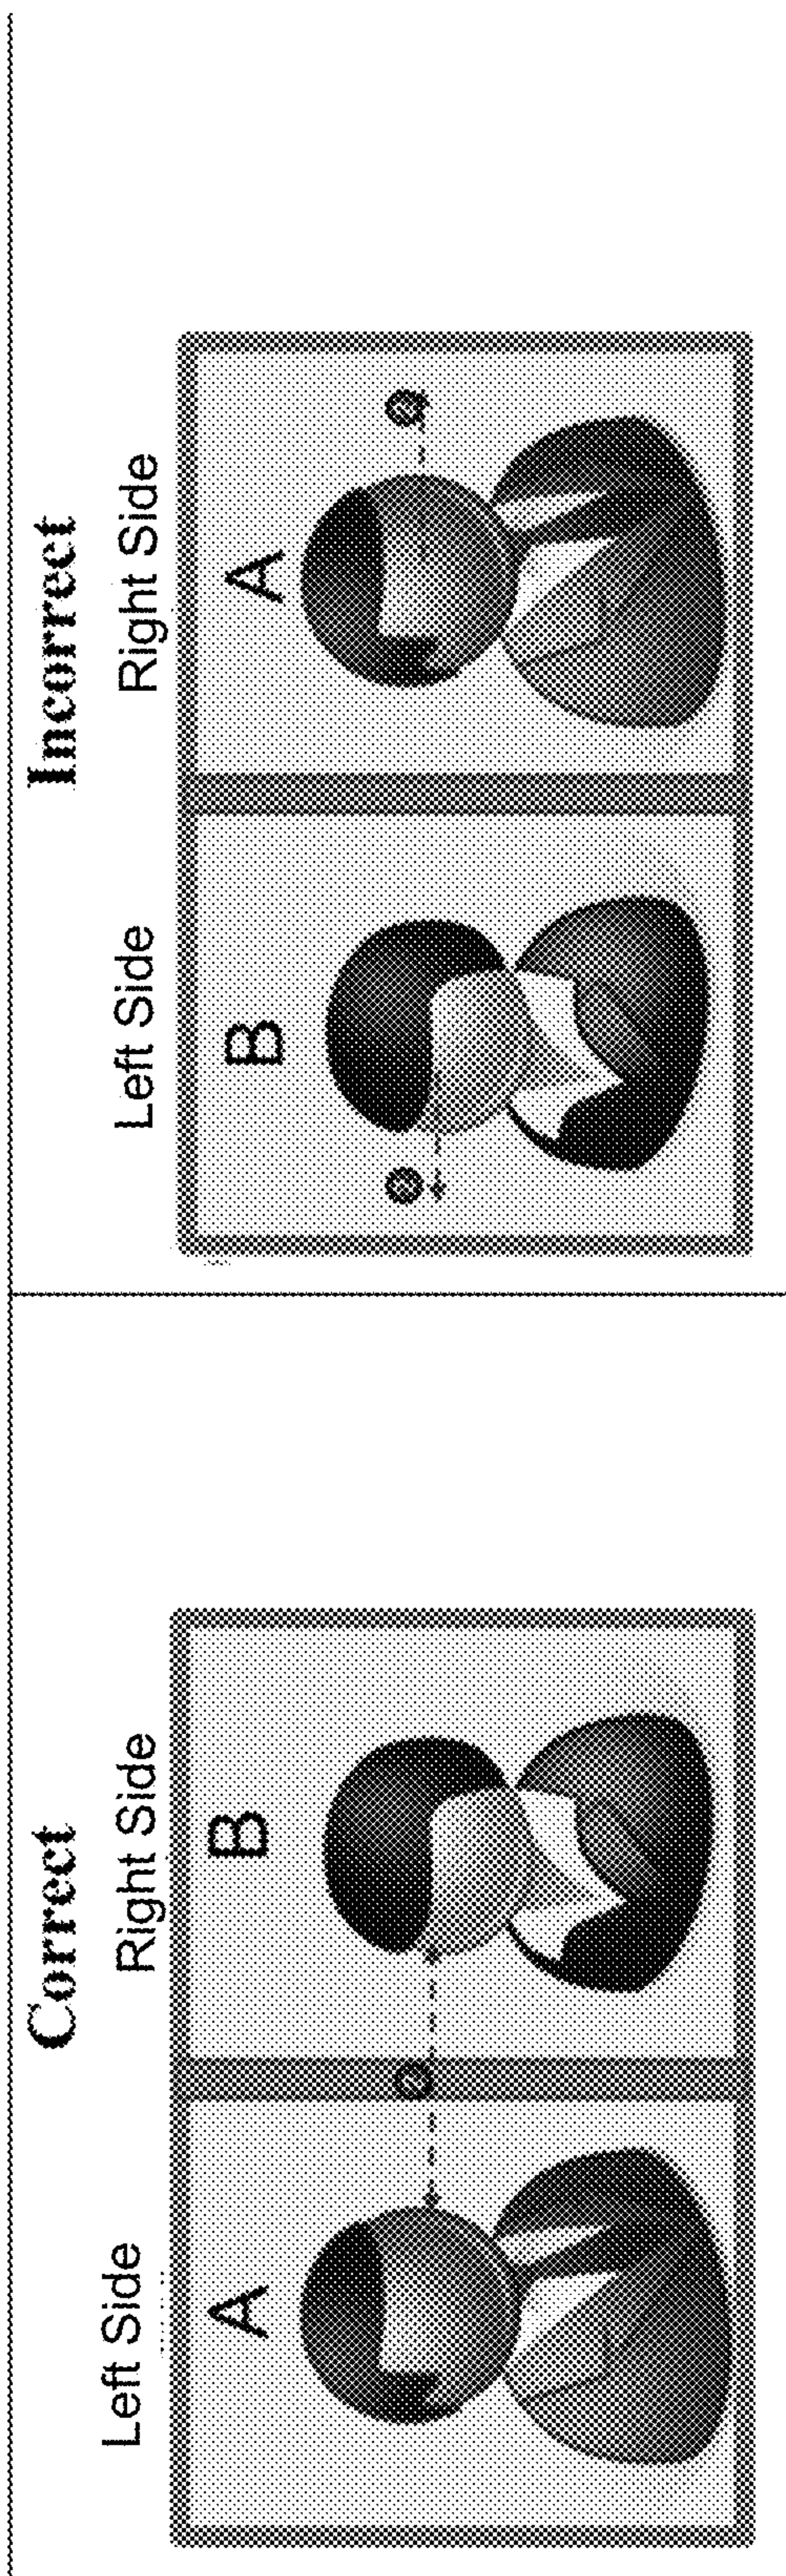 Correct
Left Side
Right Side
A
B
Incorrect
Left Side
Right Side
B
A